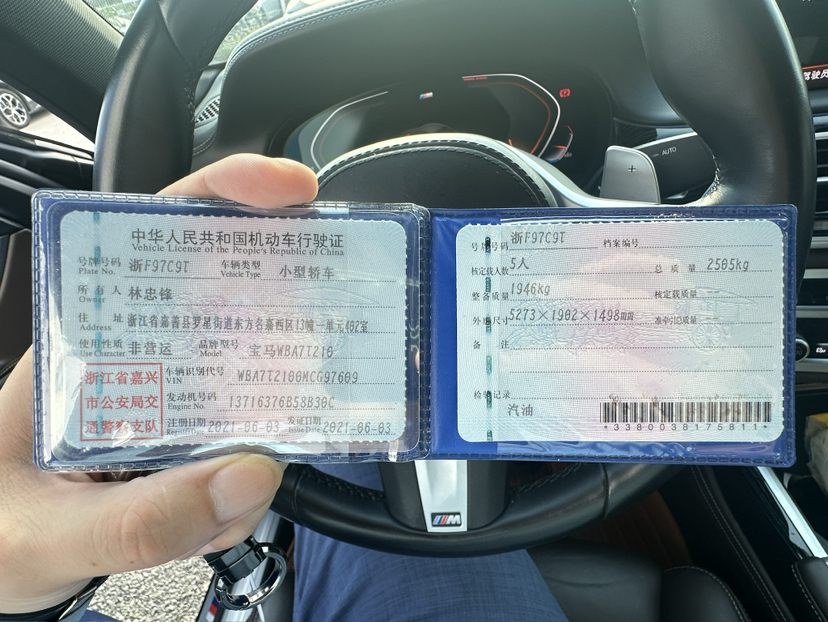 中华人民共和国机动车行驶证
Vehicle License of the People's Republic of China
号牌号码 浙F97C9T 车辆类型 小型轿车
Plate No. Vehicle Type
所有人 林忠锋
Owner
住址 浙江省嘉善县罗星街道东方名嘉西区13幢一单元402室
Address
使用性质 非营运 品牌型号 宝马WBA7T210
Use Character Model
浙江省嘉兴
市公安局交
通警察支队
车辆识别代号 WBA7T2100MCG97609
VIN
发动机号码 13716376B58B30C
Engine No.
注册日期 2021-06-03 发证日期 2021-06-03
Register Date Issue Date
号牌号码 浙F97C9T 档案编号
核定载人数 5人 总质量 2505kg
整备质量 1946kg 核定载质量 --
外廓尺寸 5273×1902×1498mm 准牵引总质量 --
备注
检验记录
汽油
*3380038175811*
AUTO
+
M
驾驶员